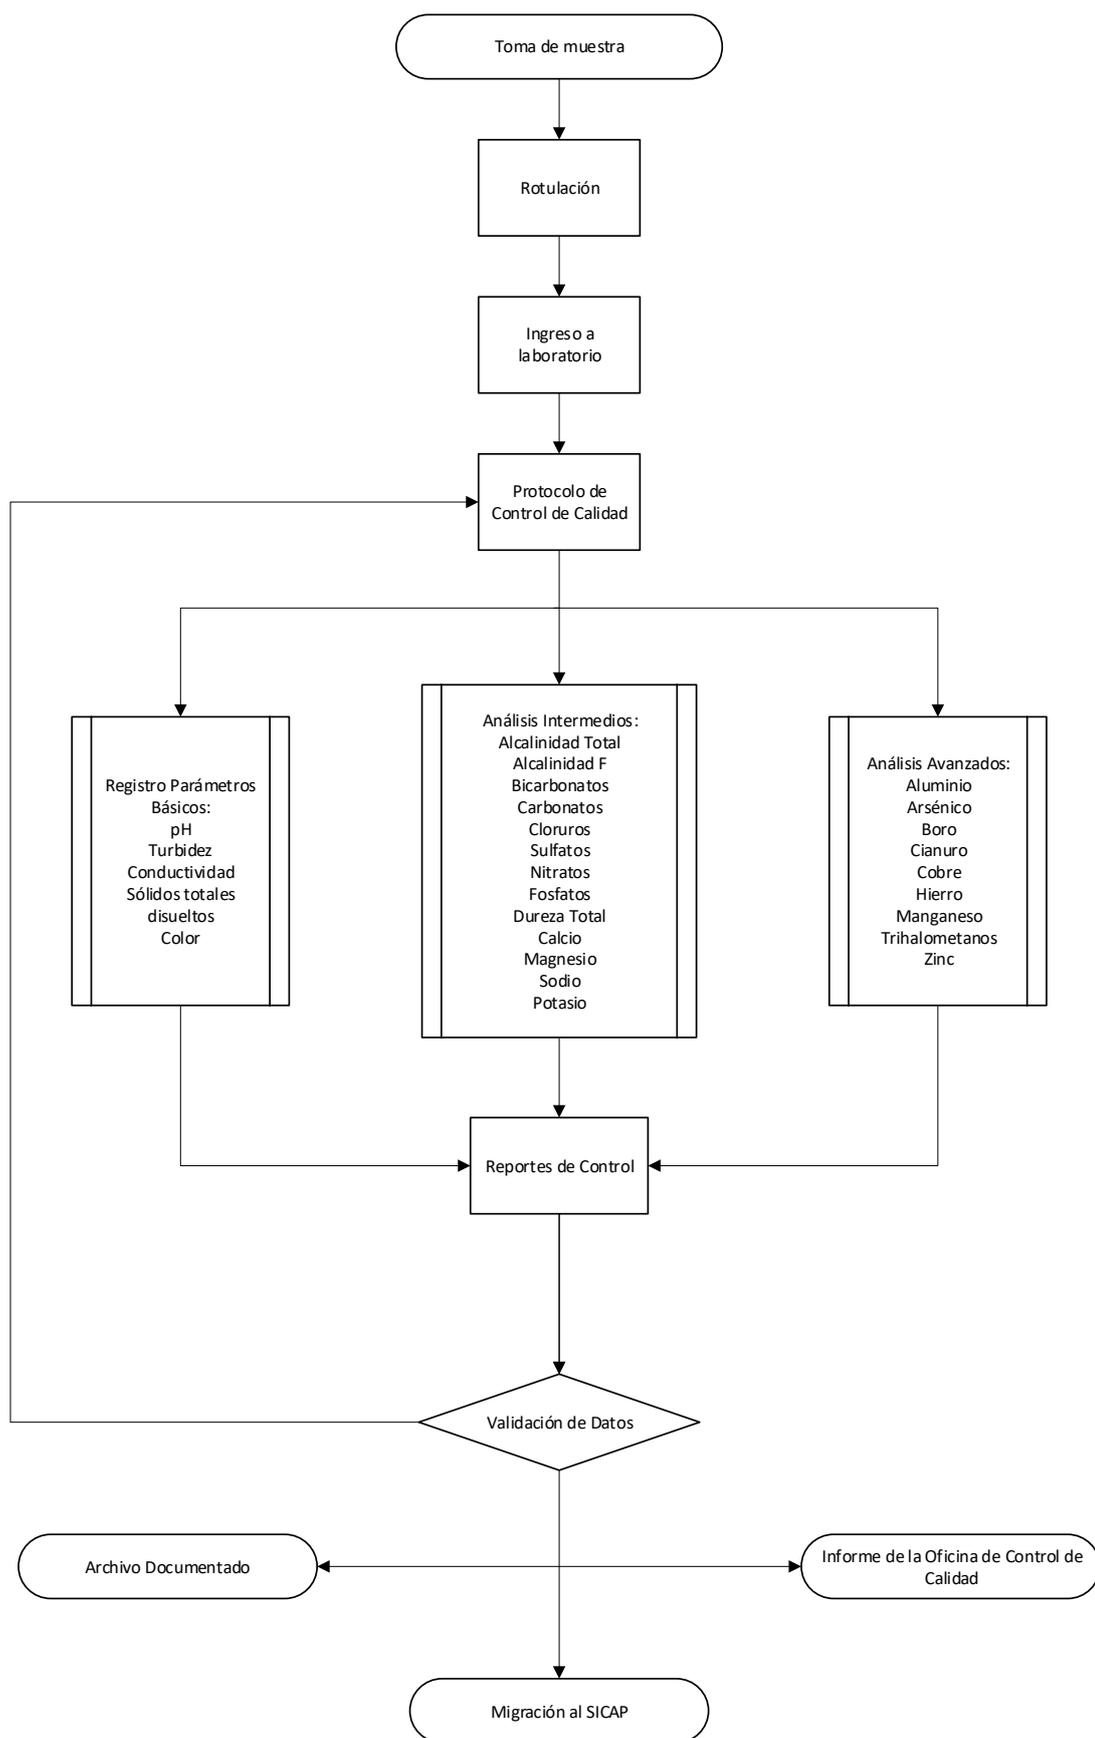 Toma de muestra
Rotulación
Ingreso a
laboratorio
Protocolo de
Control de Calidad
Registro Parámetros
Básicos:
pH
Turbidez
Conductividad
Sólidos totales
disueltos
Color
Análisis Intermedios:
Alcalinidad Total
Alcalinidad F
Bicarbonatos
Carbonatos
Cloruros
Sulfatos
Nitratos
Fosfatos
Dureza Total
Calcio
Magnesio
Sodio
Potasio
Análisis Avanzados:
Aluminio
Arsénico
Boro
Cianuro
Cobre
Hierro
Manganeso
Trihalometanos
Zinc
Reportes de Control
Validación de Datos
Archivo Documentado
Informe de la Oficina de Control de
Calidad
Migración al SICAP